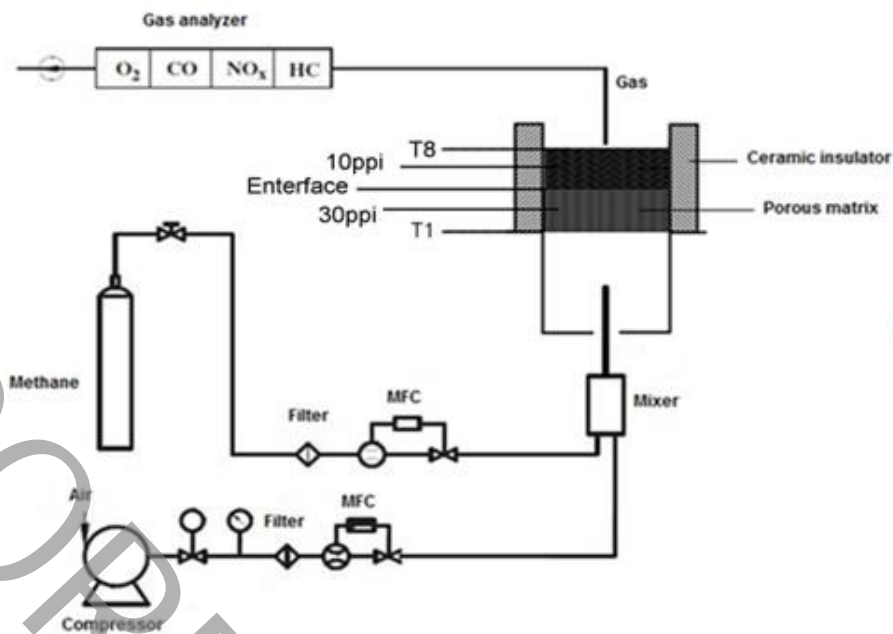 Gas analyzer
O2 CO NOx HC
Gas
T8
10ppi
Enterface
30ppi
T1
Ceramic insulator
Porous matrix
Methane
Filter
MFC
Mixer
Air
Filter
MFC
Compressor